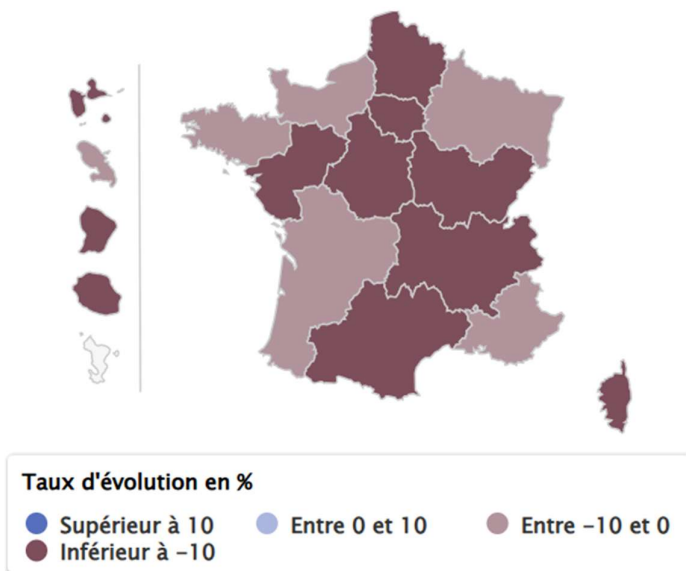 Taux d'évolution en %
Supérieur à 10 Entre 0 et 10 Entre −10 et 0
Inférieur à −10